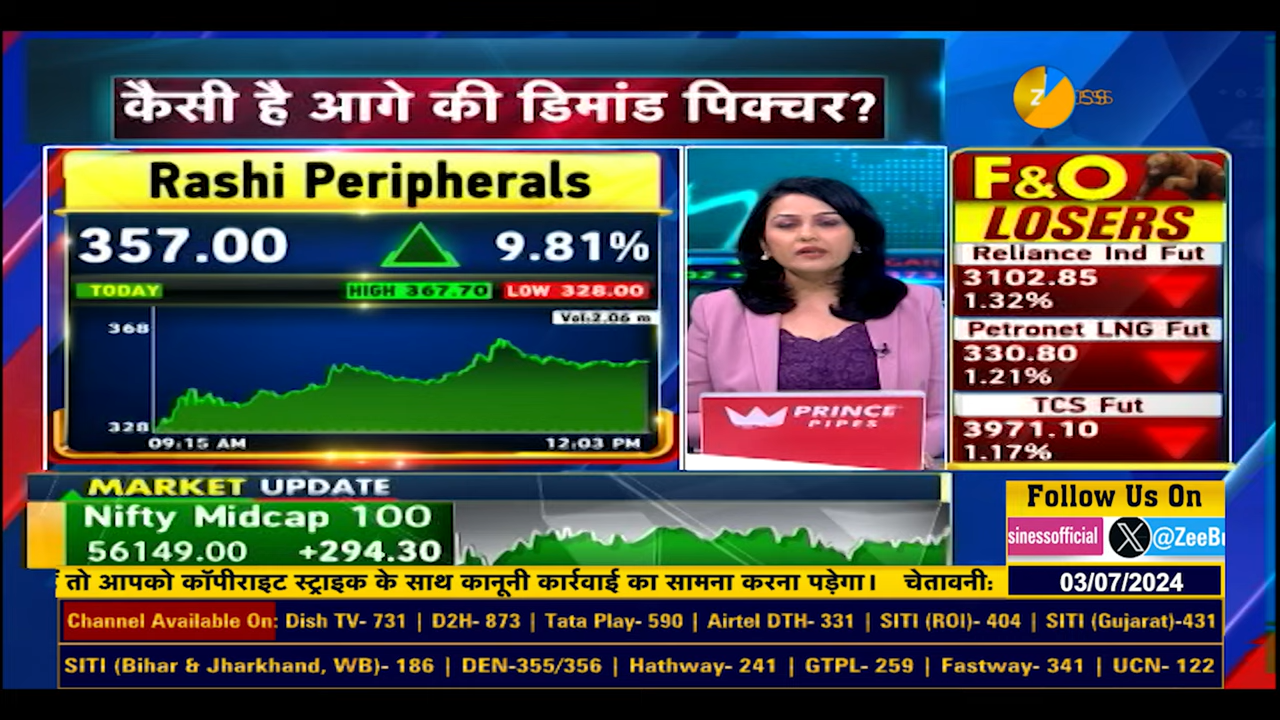 कैसी है आगे की डिमांड पिक्चर?
Z
Rashi Peripherals
357.00 9.81%
TODAY HIGH 367.70 LOW 328.00
Vol:2.06 m
368
328
09:15 AM 12:03 PM
PRINCE
PIPES
F&O
LOSERS
Reliance Ind Fut
3102.85
1.32%
Petronet LNG Fut
330.80
1.21%
TCS Fut
3971.10
1.17%
MARKET UPDATE
Nifty Midcap 100
56149.00 +294.30
Follow Us On
sinessofficial X @ZeeBu
तो आपको कॉपीराइट स्ट्राइक के साथ कानूनी कार्रवाई का सामना करना पड़ेगा। चेतावनी:
03/07/2024
Channel Available On: Dish TV- 731 | D2H- 873 | Tata Play- 590 | Airtel DTH- 331 | SITI (ROI)- 404 | SITI (Gujarat)-431
SITI (Bihar & Jharkhand, WB)- 186 | DEN-355/356 | Hathway- 241 | GTPL- 259 | Fastway- 341 | UCN- 122